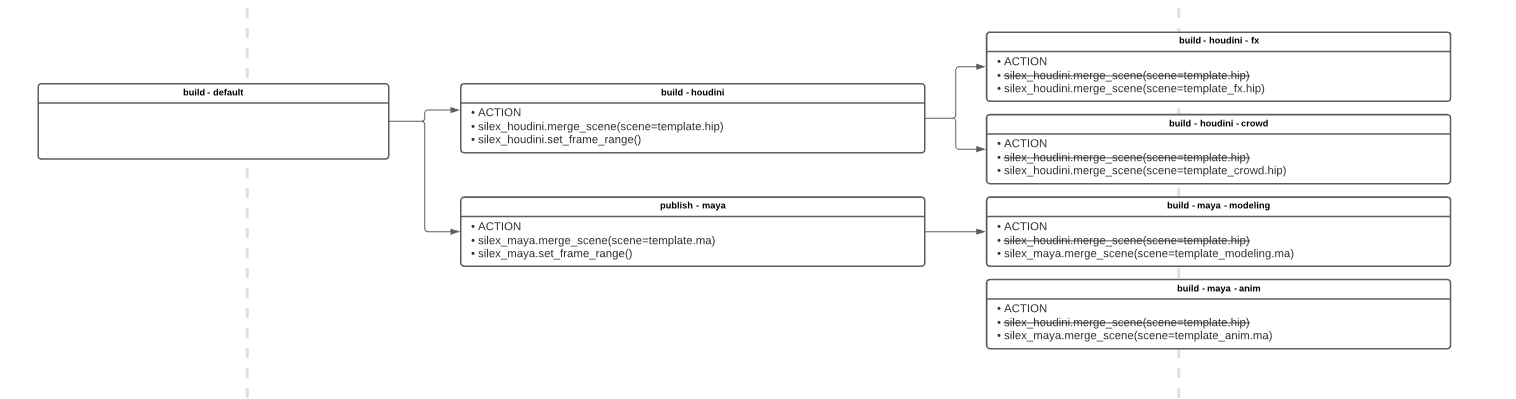 build - default
build - houdini
• ACTION
• silex_houdini.merge_scene(scene=template.hip)
• silex_houdini.set_frame_range()
publish - maya
• ACTION
• silex_maya.merge_scene(scene=template.ma)
• silex_maya.set_frame_range()
build - houdini - fx
• ACTION
• silex_houdini.merge_scene(scene=template.hip)
• silex_houdini.merge_scene(scene=template_fx.hip)
build - houdini - crowd
• ACTION
• silex_houdini.merge_scene(scene=template.hip)
• silex_houdini.merge_scene(scene=template_crowd.hip)
build - maya - modeling
• ACTION
• silex_houdini.merge_scene(scene=template.hip)
• silex_maya.merge_scene(scene=template_modeling.ma)
build - maya - anim
• ACTION
• silex_houdini.merge_scene(scene=template.hip)
• silex_maya.merge_scene(scene=template_anim.ma)